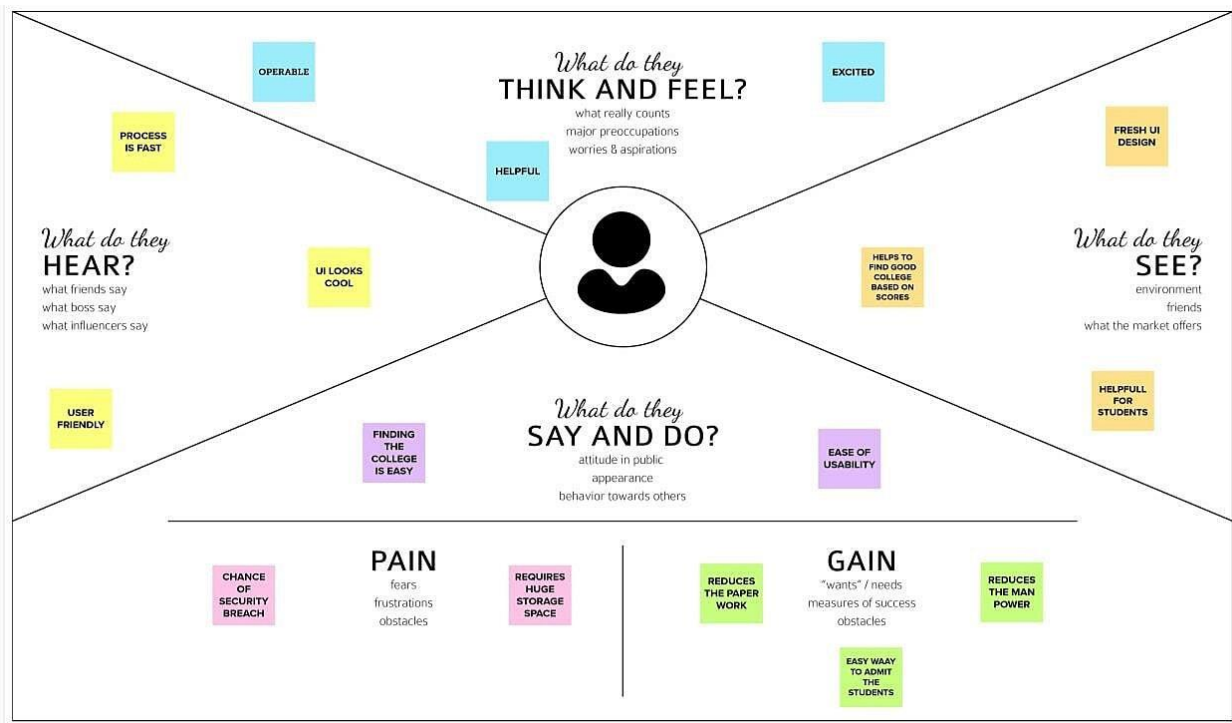 OPERABLE
What do they
THINK AND FEEL?
what really counts
major preoccupations
worries & aspirations
EXCITED
HELPFUL
PROCESS
IS FAST
What do they
HEAR?
what friends say
what boss say
what influencers say
UI LOOKS
COOL
USER
FRIENDLY
FRESH UI
DESIGN
What do they
SEE?
environment
friends
what the market offers
HELPS TO
FIND GOOD
COLLEGE
BASED ON
SCORES
HELPFULL
FOR
STUDENTS
What do they
SAY AND DO?
attitude in public
appearance
behavior towards others
FINDING
THE
COLLEGE
IS EASY
EASE OF
USABILITY
PAIN
fears
frustrations
obstacles
CHANCE
OF
SECURITY
BREACH
REQUIRES
HUGE
STORAGE
SPACE
GAIN
"wants" / needs
measures of success
obstacles
REDUCES
THE PAPER
WORK
REDUCES
THE MAN
POWER
EASY WAAY
TO ADMIT
THE
STUDENTS